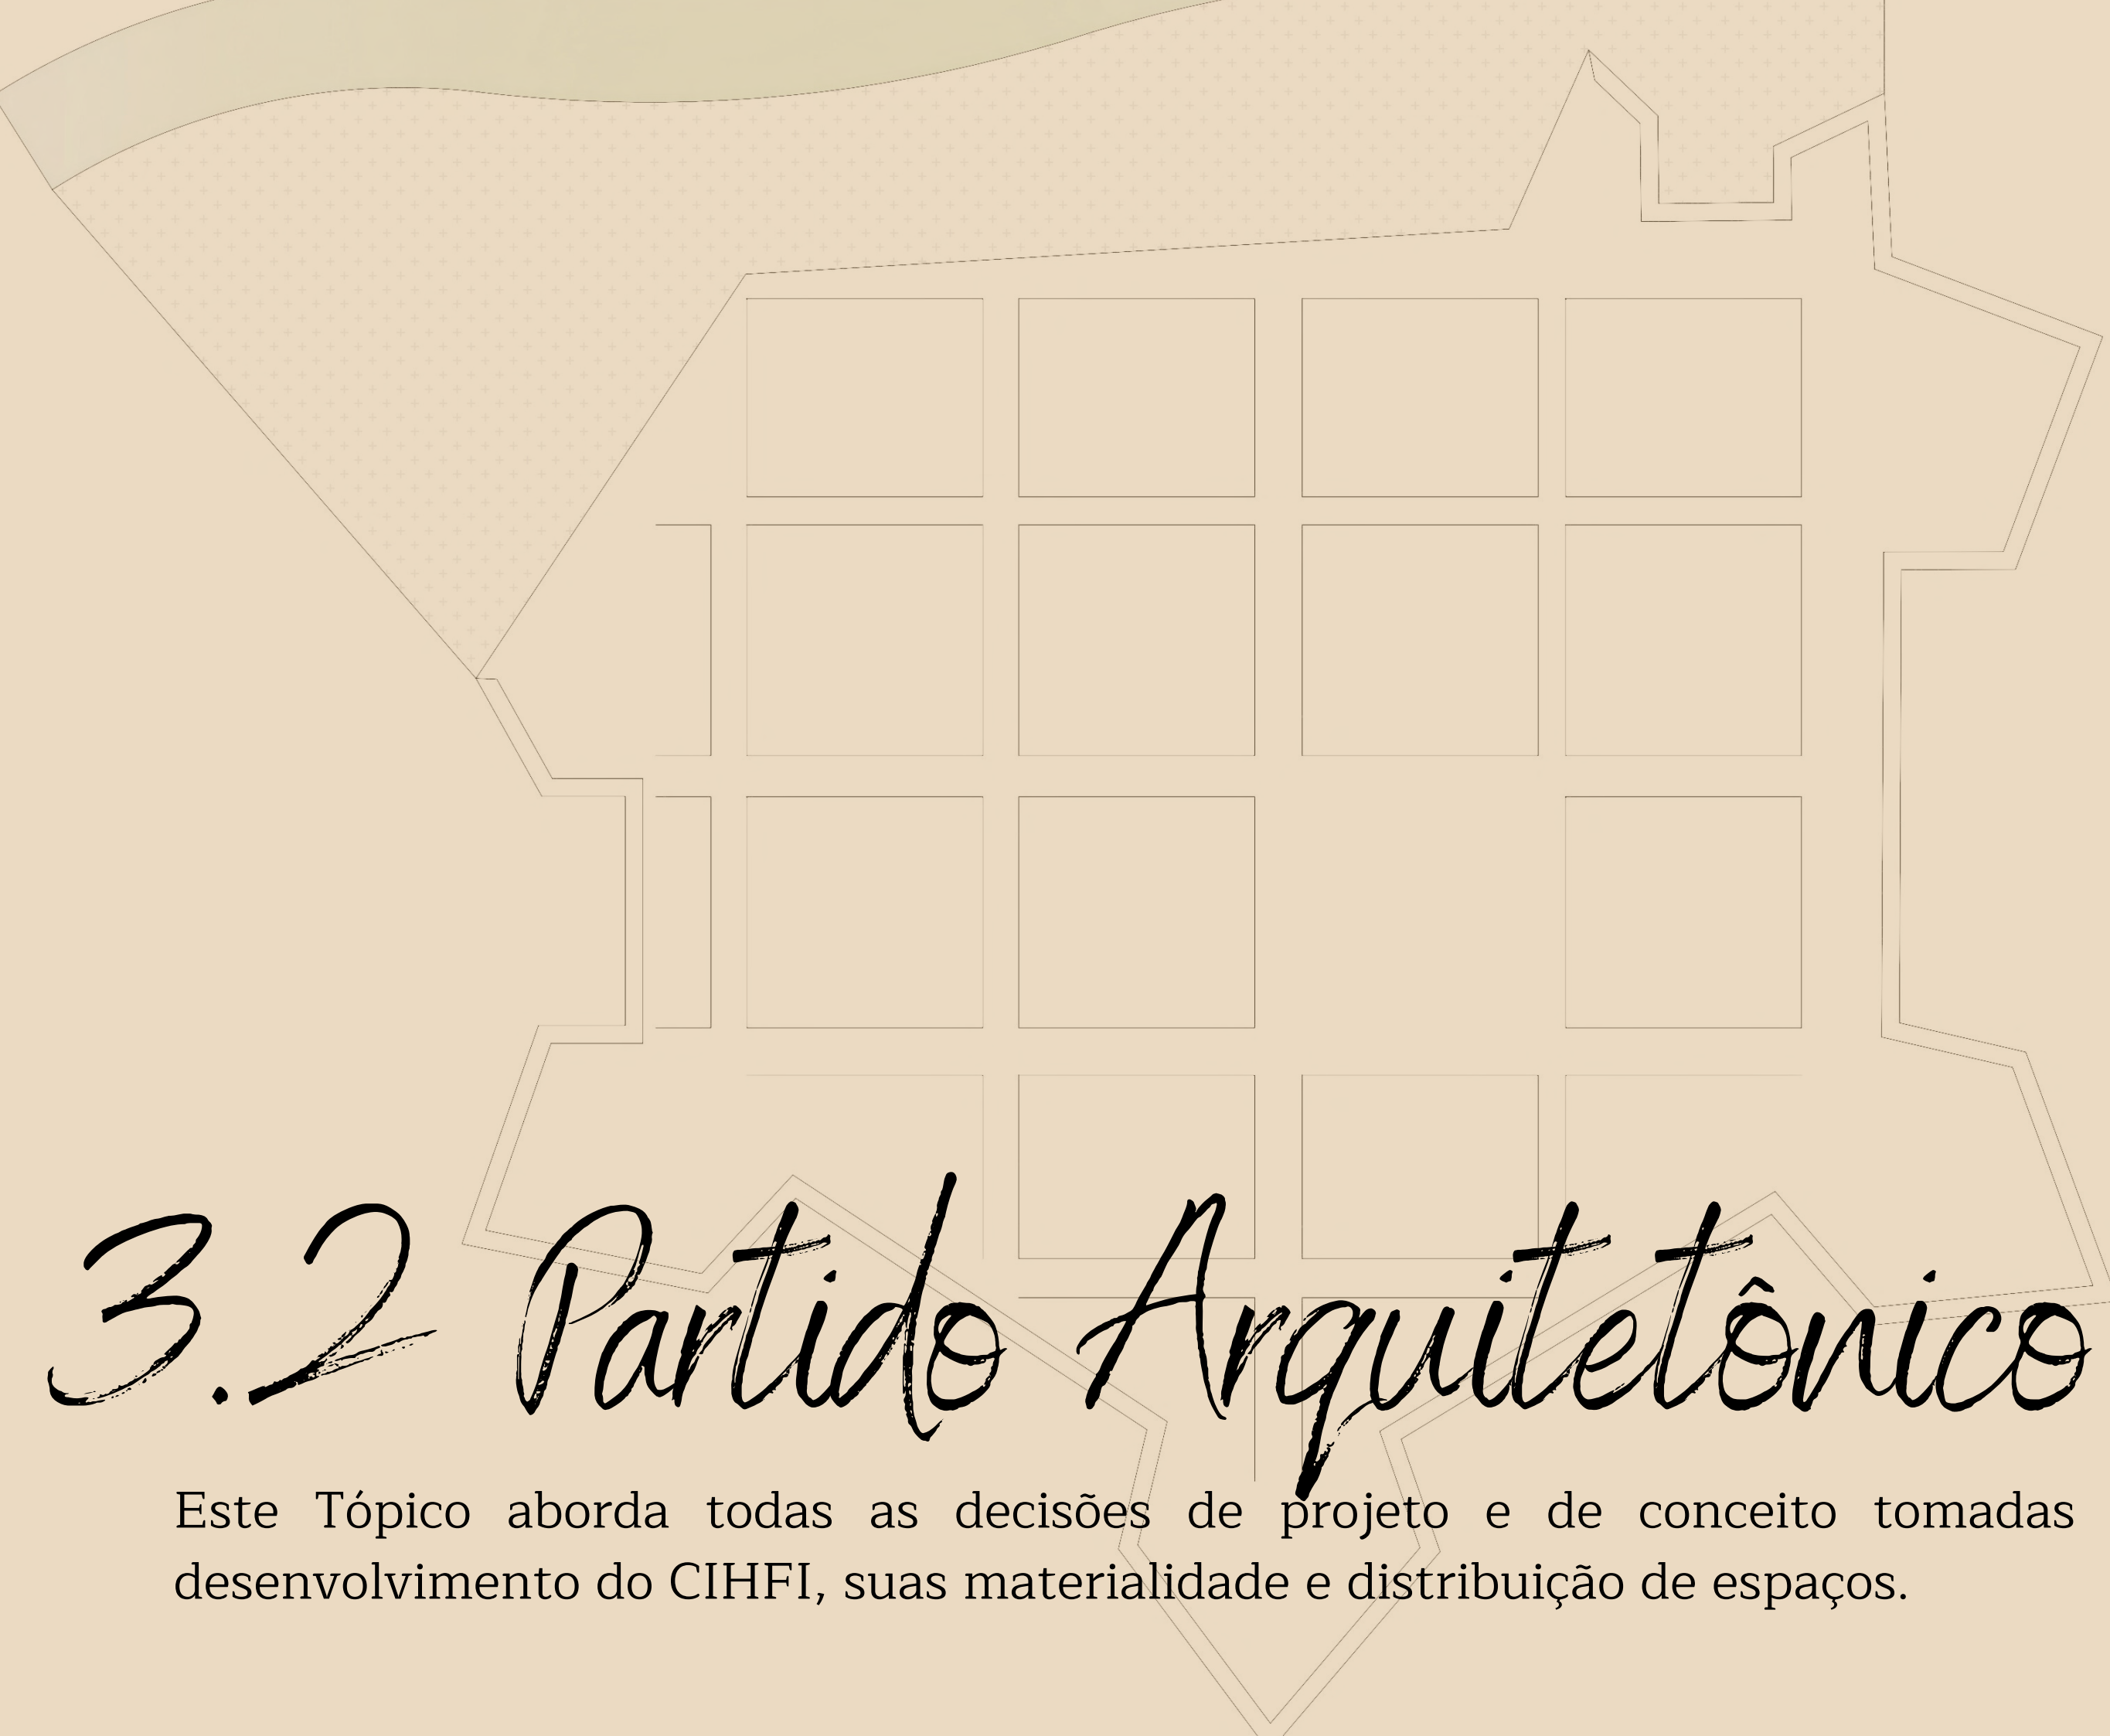 3.2 Partido Arquitetônico
Este Tópico aborda todas as decisões de projeto e de conceito tomadas
desenvolvimento do CIHFI, suas materialidade e distribuição de espaços.